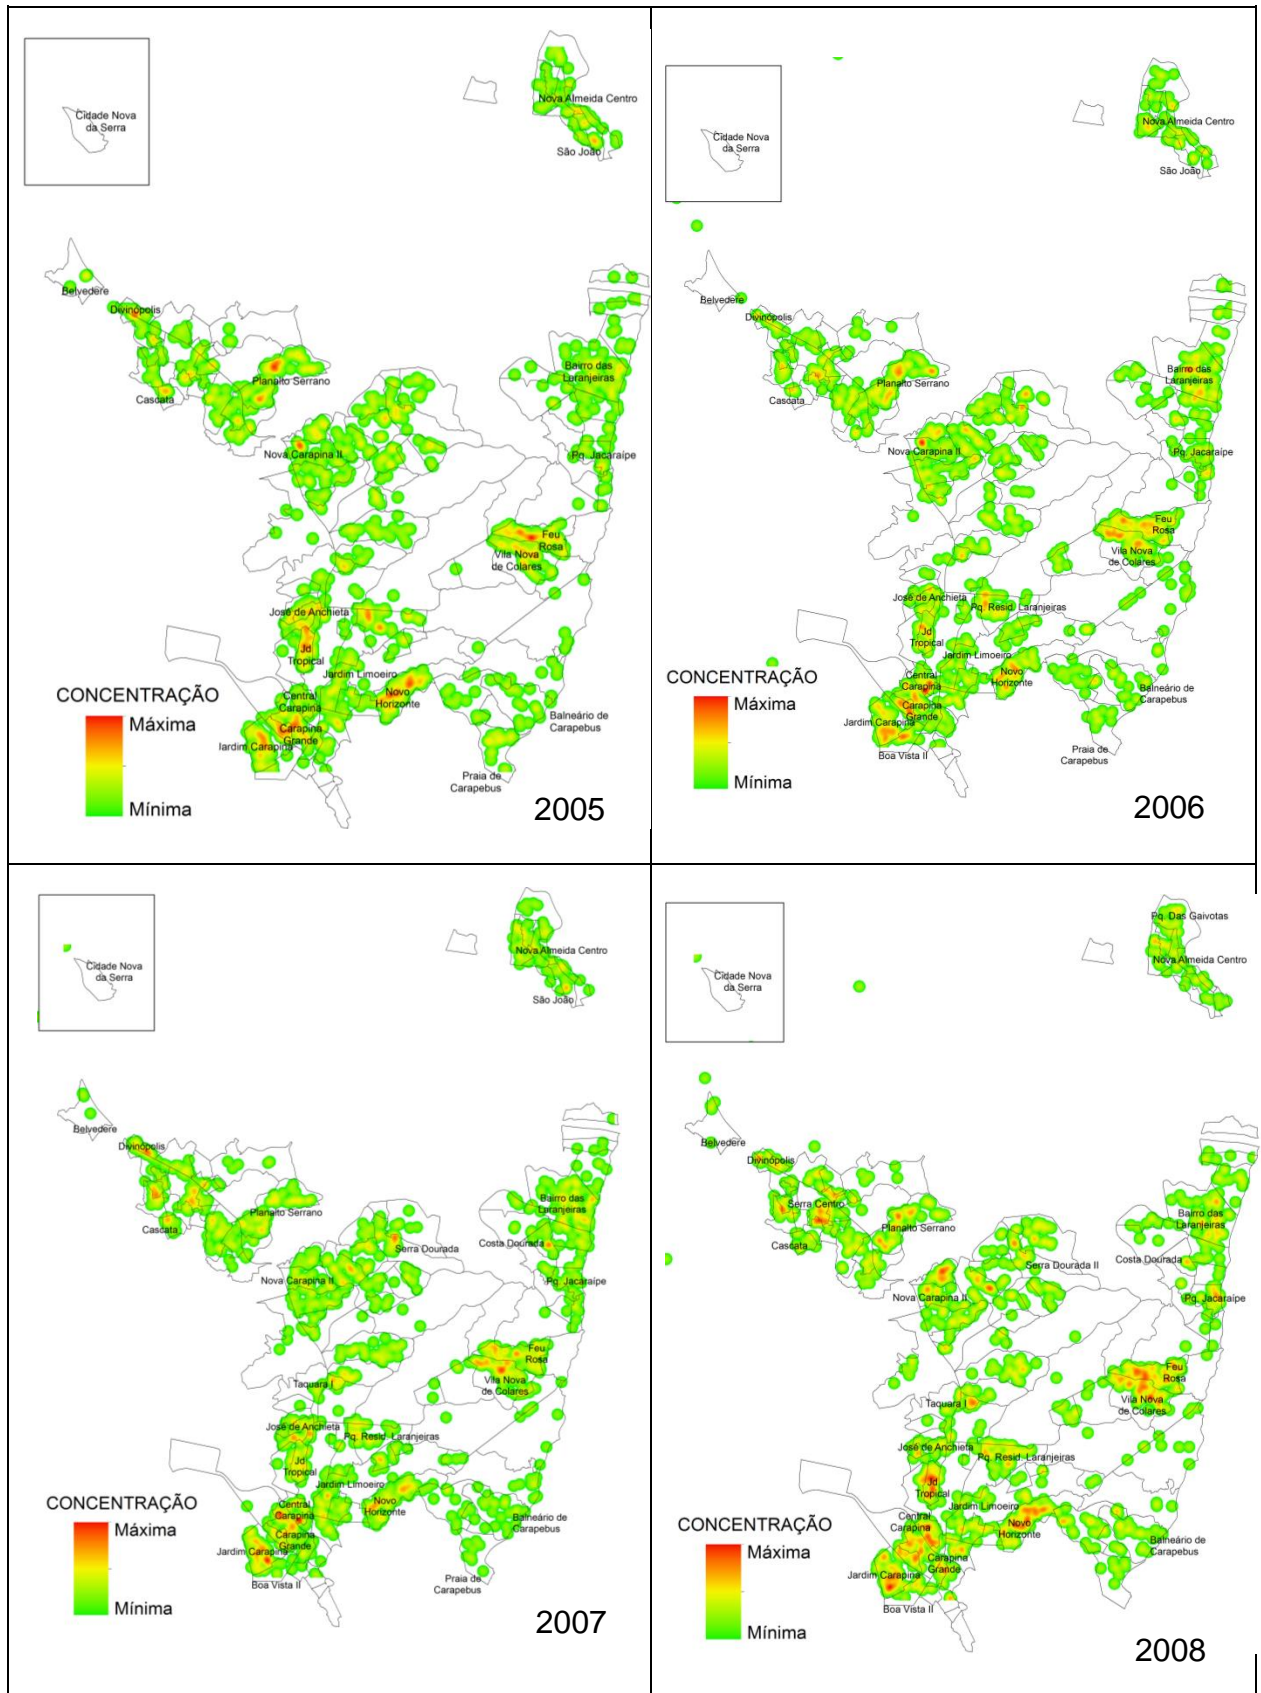 Cidade Nova
da Serra
Nova Almeida Centro
São João
Belvedere
Divinópolis
Planalto Serrano
Cascata
Bairro das
Laranjeiras
Nova Carapina II
Pq. Jacaraípe
Feu
Rosa
Vila Nova
de Colares
José de Anchieta
Jd
Tropical
Jardim Limoeiro
Central
Carapina
Novo
Horizonte
Carapina
Grande
Jardim Carapina
Balneário de
Carapebus
Praia de
Carapebus
CONCENTRAÇÃO
Máxima
Mínima
2005
Cidade Nova
da Serra
Nova Almeida Centro
São João
Belvedere
Divinópolis
Planalto Serrano
Cascata
Bairro das
Laranjeiras
Nova Carapina II
Pq. Jacaraípe
Feu
Rosa
Vila Nova
de Colares
José de Anchieta
Pq. Resid. Laranjeiras
Jd
Tropical
Jardim Limoeiro
Central
Carapina
Novo
Horizonte
Carapina
Grande
Jardim Carapina
Boa Vista II
Balneário de
Carapebus
Praia de
Carapebus
CONCENTRAÇÃO
Máxima
Mínima
2006
Cidade Nova
da Serra
Nova Almeida Centro
São João
Belvedere
Divinópolis
Planalto Serrano
Cascata
Serra Dourada
Bairro das
Laranjeiras
Costa Dourada
Nova Carapina II
Pq. Jacaraípe
Feu
Rosa
Vila Nova
de Colares
Taquara I
José de Anchieta
Pq. Resid. Laranjeiras
Jd
Tropical
Jardim Limoeiro
Central
Carapina
Novo
Horizonte
Carapina
Grande
Jardim Carapina
Boa Vista II
Balneário de
Carapebus
Praia de
Carapebus
CONCENTRAÇÃO
Máxima
Mínima
2007
Cidade Nova
da Serra
Pq. Das Gaivotas
Nova Almeida Centro
Belvedere
Divinópolis
Serra Centro
Planalto Serrano
Cascata
Bairro das
Laranjeiras
Costa Dourada
Serra Dourada II
Nova Carapina II
Pq. Jacaraípe
Feu
Rosa
Vila Nova
de Colares
Taquara I
José de Anchieta
Pq. Resid. Laranjeiras
Jd
Tropical
Jardim Limoeiro
Central
Carapina
Novo
Horizonte
Carapina
Grande
Jardim Carapina
Boa Vista II
Balneário de
Carapebus
CONCENTRAÇÃO
Máxima
Mínima
2008